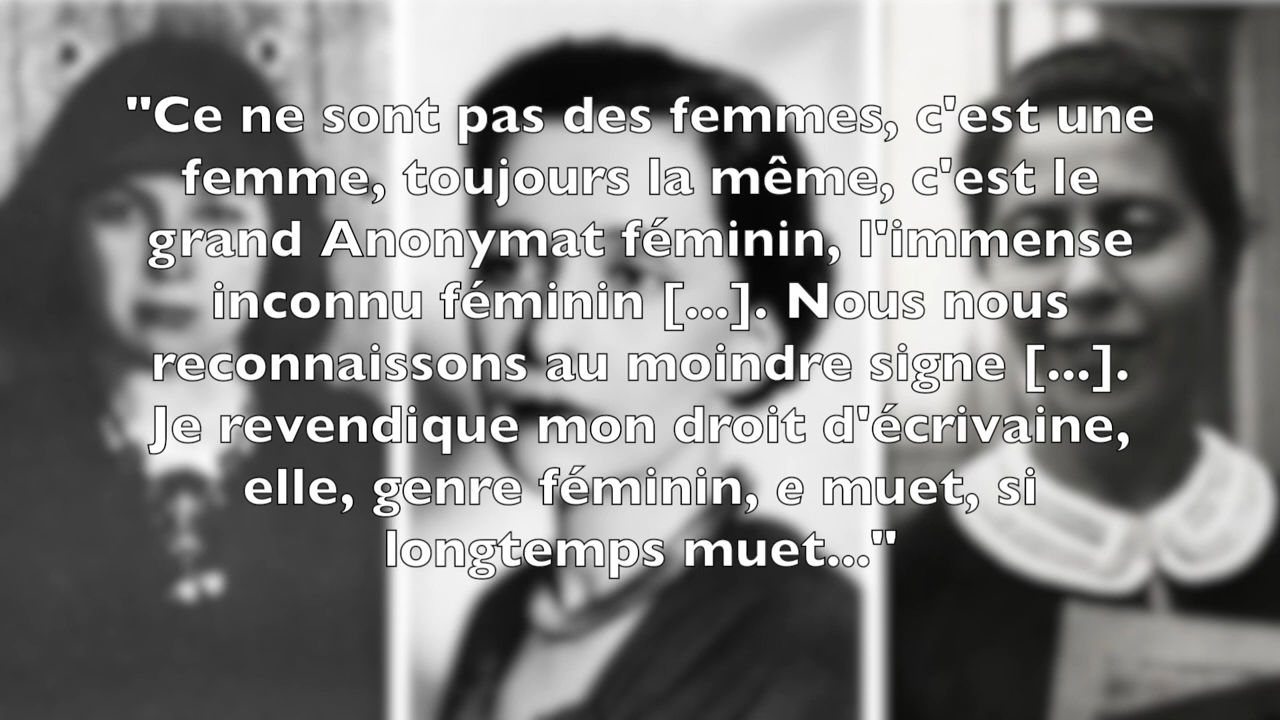 "Ce ne sont pas des femmes, c'est une
femme, toujours la même, c'est le
grand Anonymat féminin, l'immense
inconnu féminin [...]. Nous nous
reconnaissons au moindre signe [...].
Je revendique mon droit d'écrivaine,
elle, genre féminin, e muet, si
longtemps muet..."